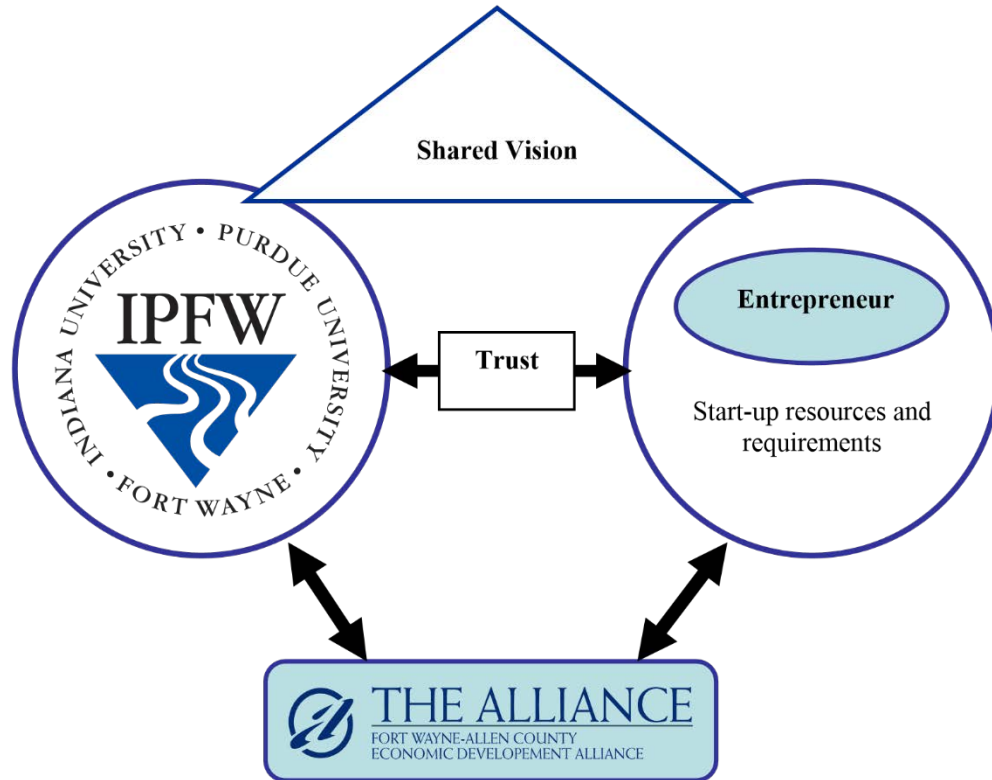 Shared Vision
INDIANA UNIVERSITY • PURDUE UNIVERSITY
• FORT WAYNE •
IPFW
Trust
Entrepreneur
Start-up resources and
requirements
THE ALLIANCE
FORT WAYNE-ALLEN COUNTY
ECONOMIC DEVELOPEMENT ALLIANCE